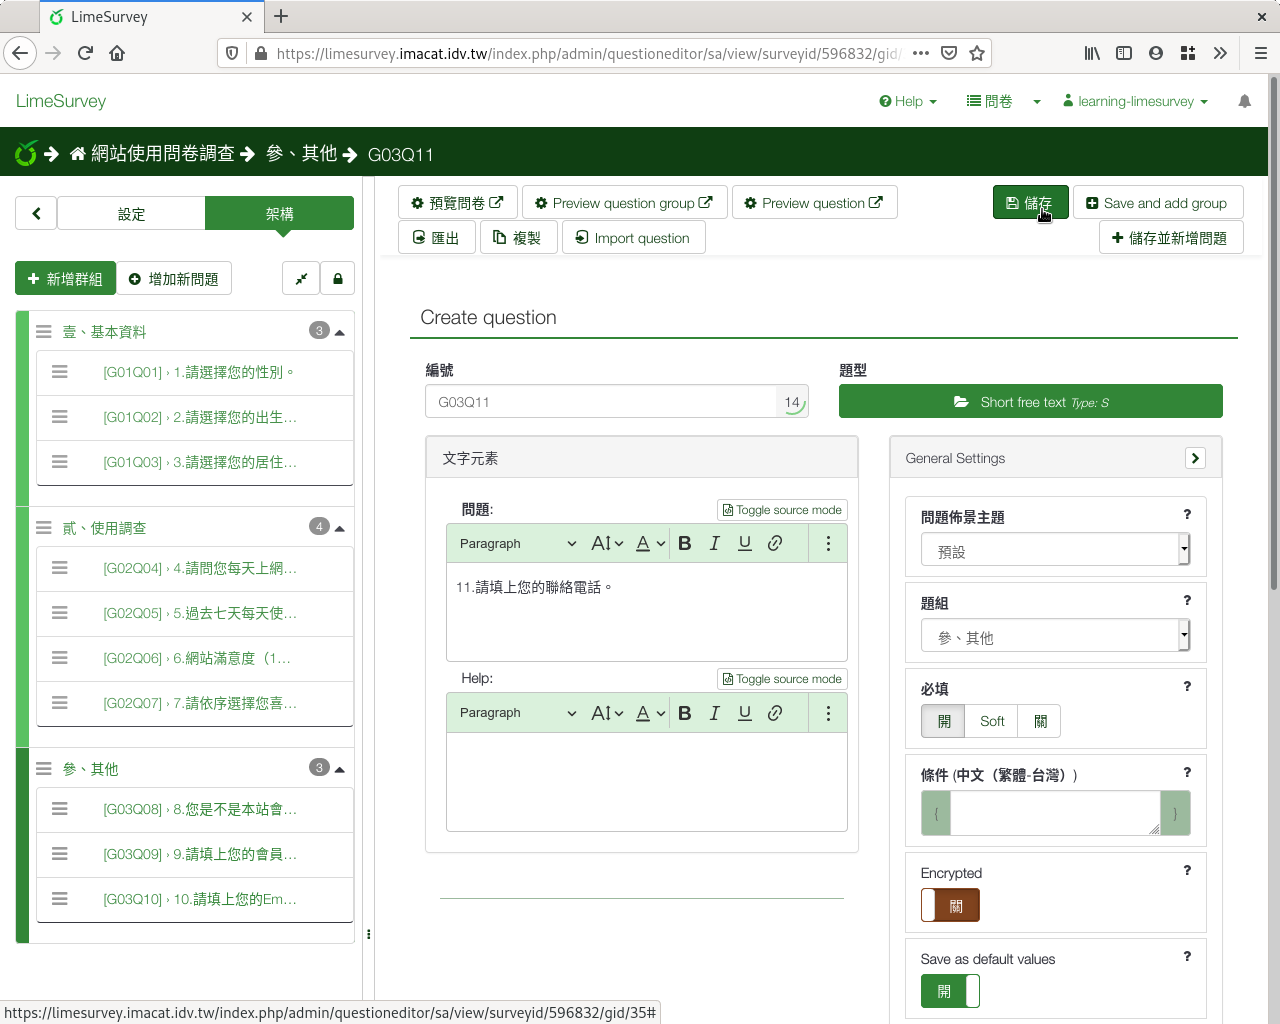 LimeSurvey
https://limesurvey.imacat.idv.tw/index.php/admin/questioneditor/sa/view/surveyid/596832/gid/
LimeSurvey
Help
問卷
learning-limesurvey
網站使用問卷調查
參、其他
G03Q11
設定
架構
預覽問卷
Preview question group
Preview question
儲存
Save and add group
匯出
複製
Import question
儲存並新增問題
新增群組
增加新問題
壹、基本資料
3
[G01Q01] › 1.請選擇您的性別。
[G01Q02] › 2.請選擇您的出生…
[G01Q03] › 3.請選擇您的居住…
貳、使用調查
4
[G02Q04] › 4.請問您每天上網…
[G02Q05] › 5.過去七天每天使…
[G02Q06] › 6.網站滿意度（1…
[G02Q07] › 7.請依序選擇您喜…
參、其他
3
[G03Q08] › 8.您是不是本站會…
[G03Q09] › 9.請填上您的會員…
[G03Q10] › 10.請填上您的Em…
Create question
編號
G03Q11
14
題型
Short free text Type: S
文字元素
問題:
Toggle source mode
Paragraph
A
A
B
I
U
11.請填上您的聯絡電話。
Help:
Toggle source mode
Paragraph
A
A
B
I
U
General Settings
問題佈景主題
?
預設
題組
?
參、其他
必填
?
開
Soft
關
條件 (中文（繁體-台灣）)
?
{
}
Encrypted
?
關
Save as default values
?
開
https://limesurvey.imacat.idv.tw/index.php/admin/questioneditor/sa/view/surveyid/596832/gid/35#